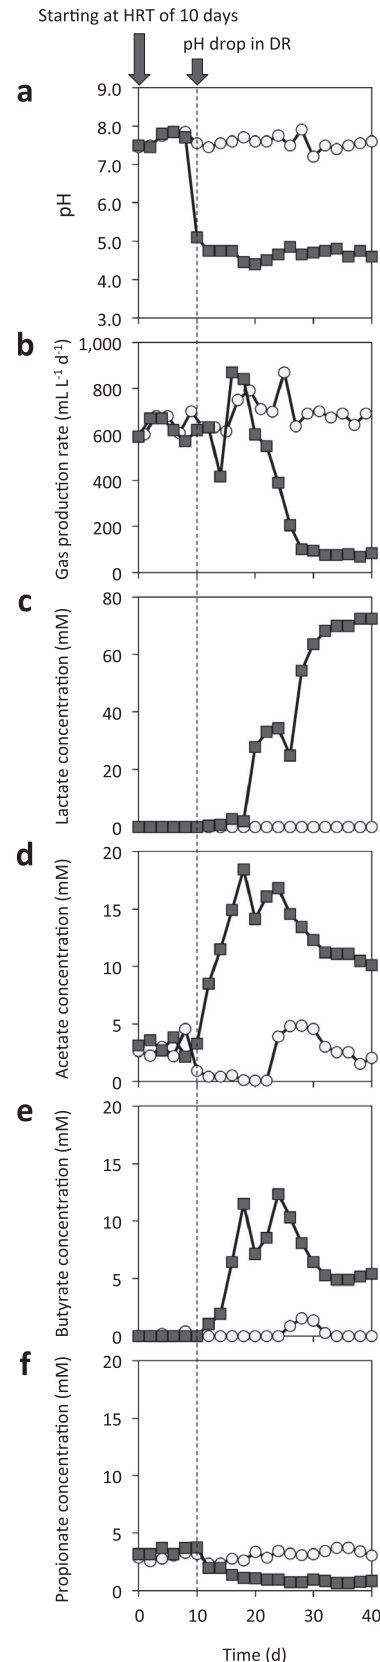 Starting at HRT of 10 days
pH drop in DR
a
9.0
8.0
7.0
6.0
5.0
4.0
3.0
pH
b
1,000
800
600
400
200
0
Gas production rate (mL L⁻¹ d⁻¹)
c
80
60
40
20
0
Lactate concentration (mM)
d
20
15
10
5
0
Acetate concentration (mM)
e
20
15
10
5
0
Butyrate concentration (mM)
f
20
15
10
5
0
Propionate concentration (mM)
0 10 20 30 40
Time (d)